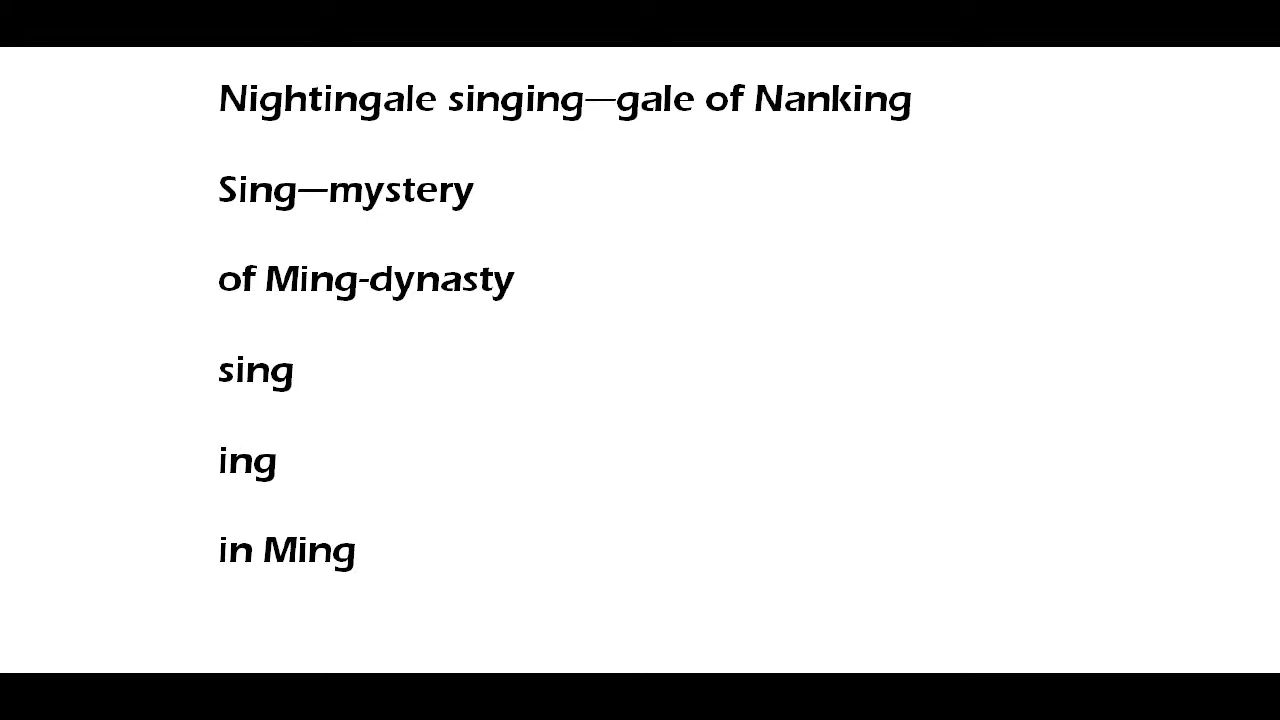 Nightingale singing—gale of Nanking
Sing—mystery
of Ming-dynasty
sing
ing
in Ming